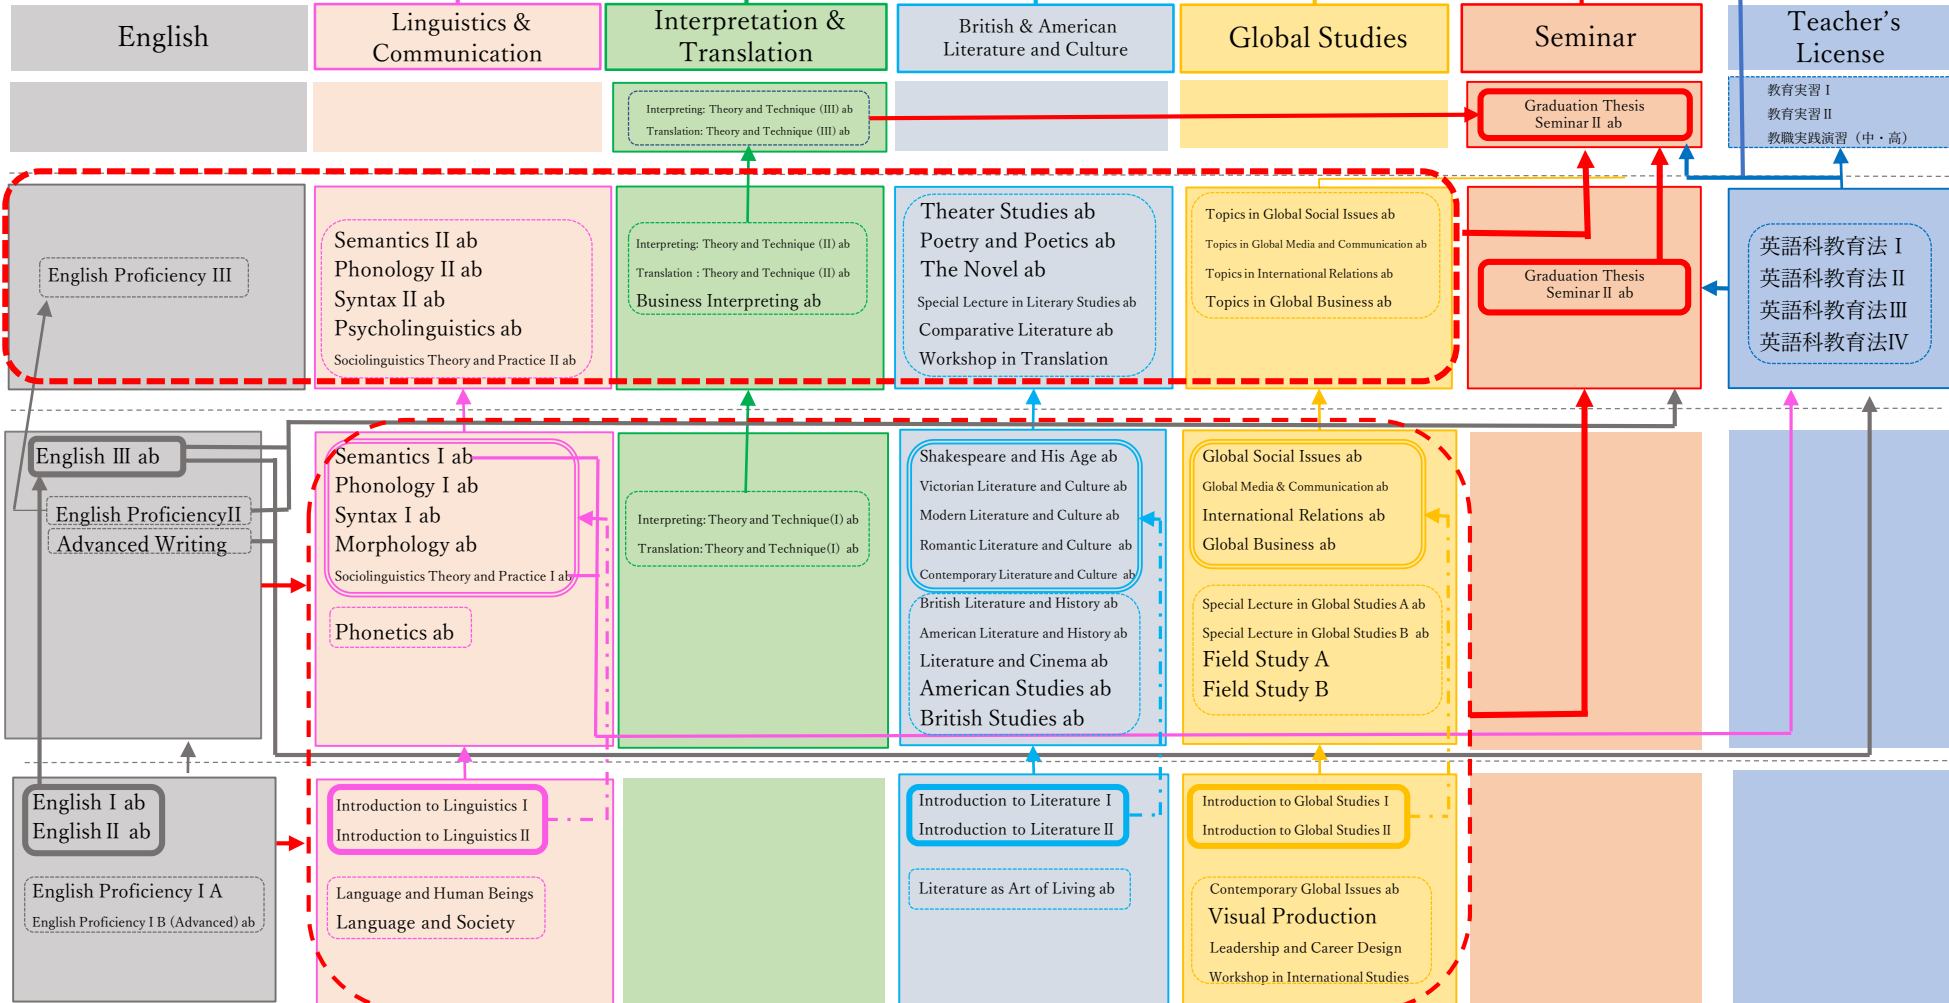 English
Linguistics &
Communication
Interpretation &
Translation
British & American
Literature and Culture
Global Studies
Seminar
Teacher's
License
Interpreting: Theory and Technique (III) ab
Translation: Theory and Technique (III) ab
Graduation Thesis
Seminar II ab
教育実習Ⅰ
教育実習Ⅱ
教職実践演習（中・高）
English Proficiency III
Semantics II ab
Phonology II ab
Syntax II ab
Psycholinguistics ab
Sociolinguistics Theory and Practice II ab
Interpreting: Theory and Technique (II) ab
Translation : Theory and Technique (II) ab
Business Interpreting ab
Theater Studies ab
Poetry and Poetics ab
The Novel ab
Special Lecture in Literary Studies ab
Comparative Literature ab
Workshop in Translation
Topics in Global Social Issues ab
Topics in Global Media and Communication ab
Topics in International Relations ab
Topics in Global Business ab
Graduation Thesis
Seminar II ab
英語科教育法Ⅰ
英語科教育法Ⅱ
英語科教育法Ⅲ
英語科教育法Ⅳ
English III ab
English ProficiencyII
Advanced Writing
Semantics I ab
Phonology I ab
Syntax I ab
Morphology ab
Sociolinguistics Theory and Practice I ab
Phonetics ab
Interpreting: Theory and Technique(I) ab
Translation: Theory and Technique(I) ab
Shakespeare and His Age ab
Victorian Literature and Culture ab
Modern Literature and Culture ab
Romantic Literature and Culture ab
Contemporary Literature and Culture ab
British Literature and History ab
American Literature and History ab
Literature and Cinema ab
American Studies ab
British Studies ab
Global Social Issues ab
Global Media & Communication ab
International Relations ab
Global Business ab
Special Lecture in Global Studies A ab
Special Lecture in Global Studies B ab
Field Study A
Field Study B
English I ab
English II ab
English Proficiency I A
English Proficiency I B (Advanced) ab
Introduction to Linguistics I
Introduction to Linguistics II
Language and Human Beings
Language and Society
Introduction to Literature I
Introduction to Literature II
Literature as Art of Living ab
Introduction to Global Studies I
Introduction to Global Studies II
Contemporary Global Issues ab
Visual Production
Leadership and Career Design
Workshop in International Studies